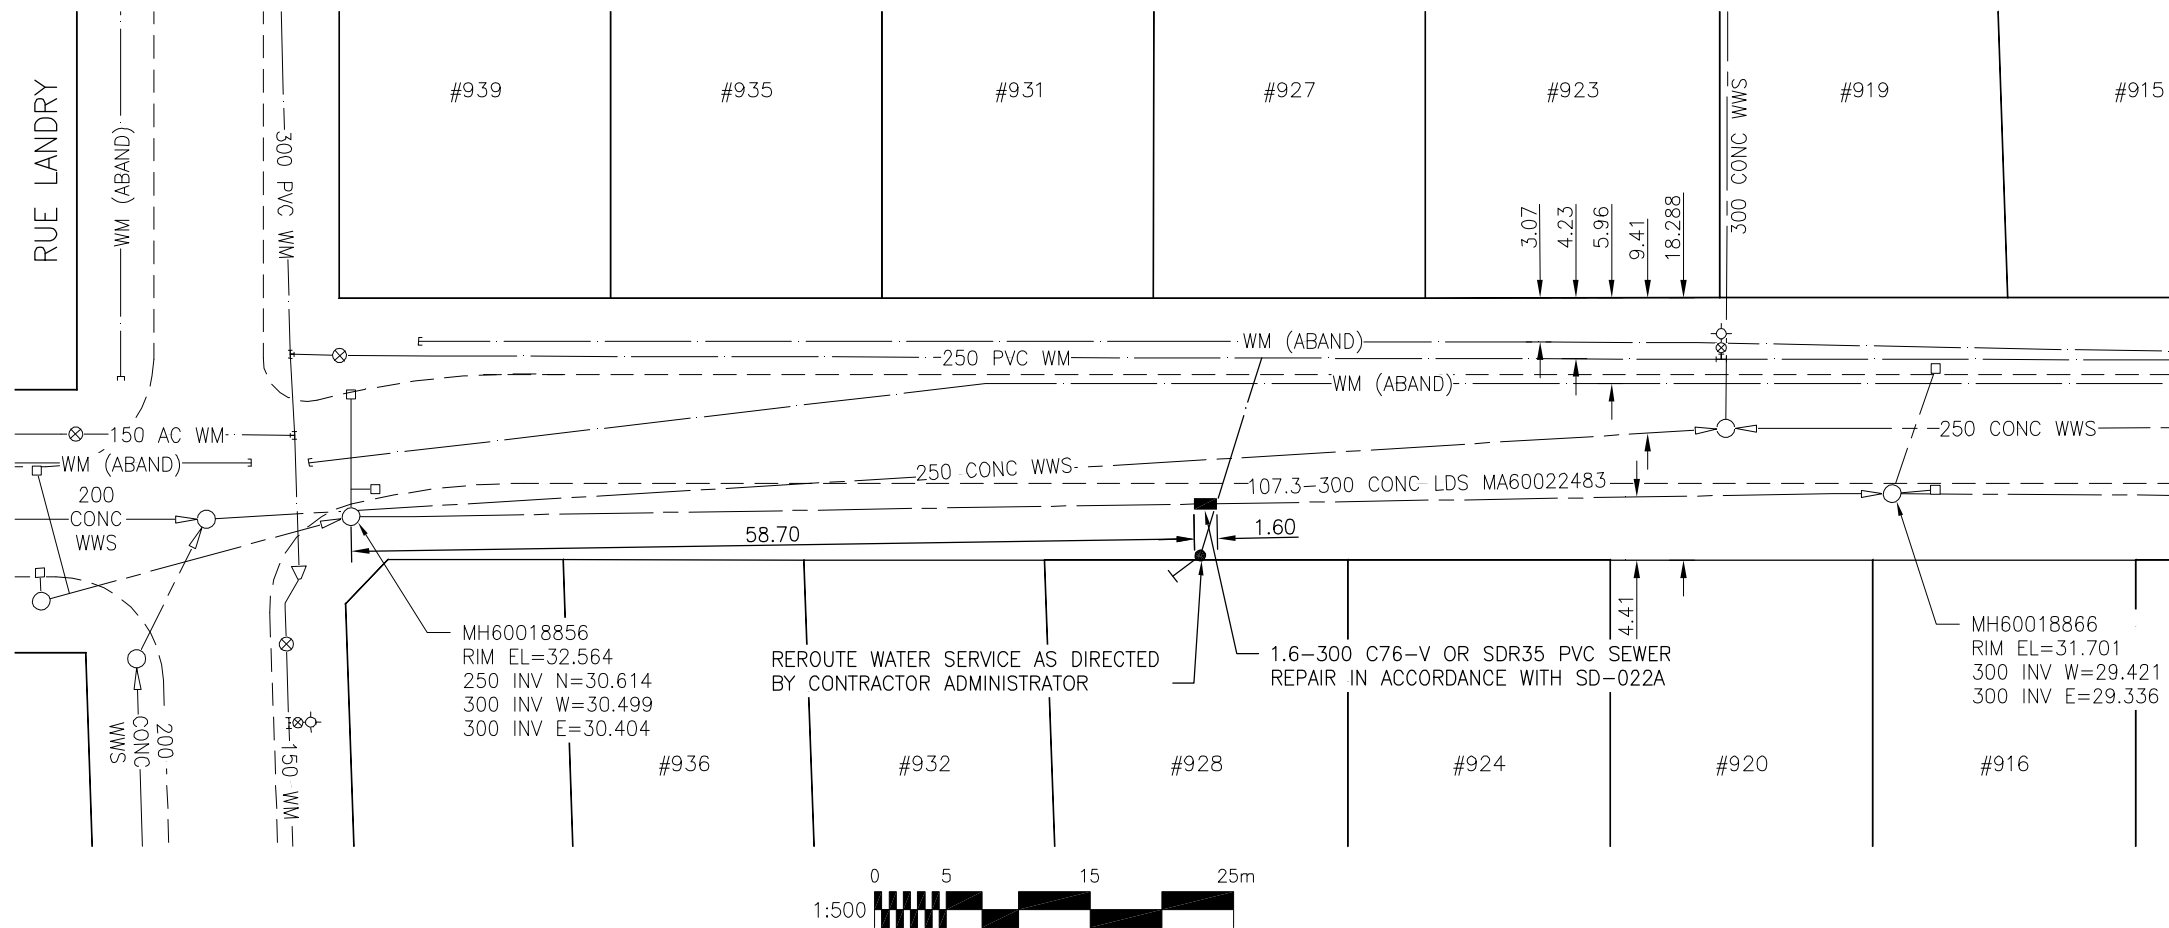 RUE LANDRY
WM (ABAND)
300 PVC WM
#939
#935
#931
#927
#923
#919
#915
300 CONC WWS
3.07
4.23
5.96
9.41
18.288
WM (ABAND)
250 PVC WM
WM (ABAND)
150 AC WM
WM (ABAND)
250 CONC WWS
250 CONC WWS
107.3-300 CONC LDS MA60022483
200
CONC
WWS
58.70
1.60
4.41
MH60018856
RIM EL=32.564
250 INV N=30.614
300 INV W=30.499
300 INV E=30.404
REROUTE WATER SERVICE AS DIRECTED
BY CONTRACTOR ADMINISTRATOR
1.6-300 C76-V OR SDR35 PVC SEWER
REPAIR IN ACCORDANCE WITH SD-022A
MH60018866
RIM EL=31.701
300 INV W=29.421
300 INV E=29.336
200
CONC
WWS
150 WM
#936
#932
#928
#924
#920
#916
0 5 15 25m
1:500